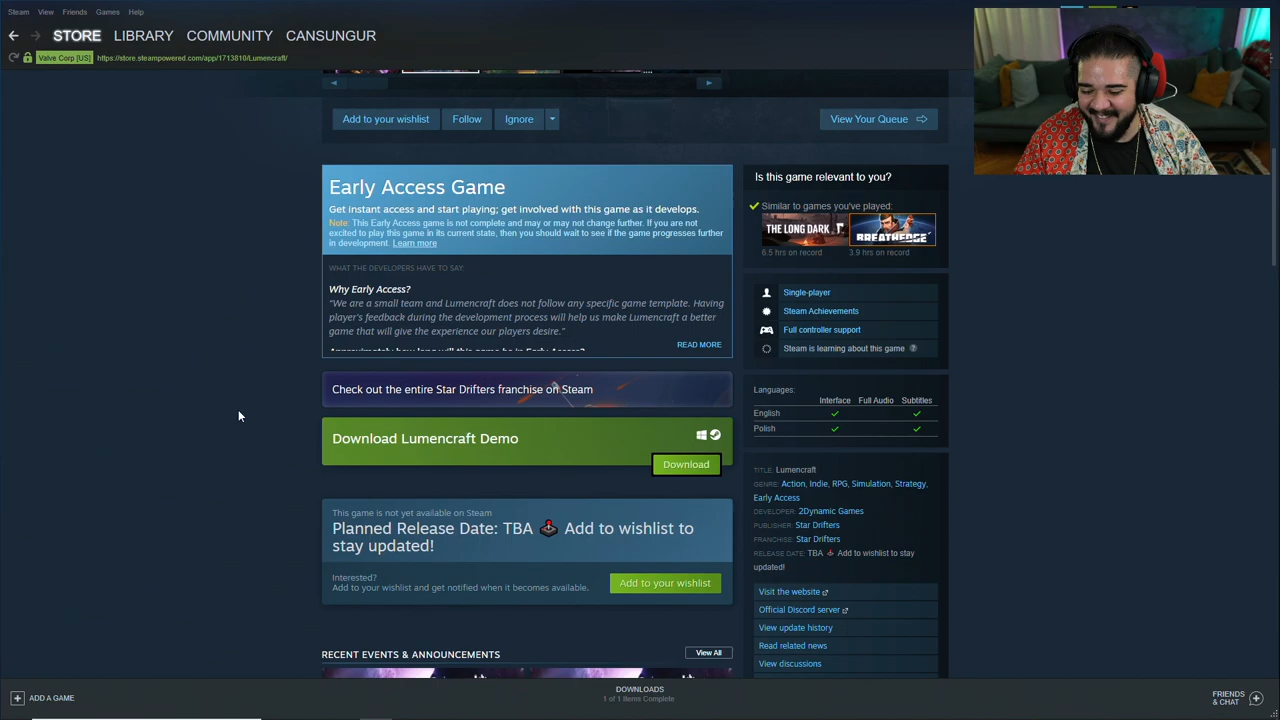 Steam View Friends Games Help
STORE LIBRARY COMMUNITY CANSUNGUR
Valve Corp [US] https://store.steampowered.com/app/1713810/Lumencraft/
Add to your wishlist Follow Ignore View Your Queue
Early Access Game
Get instant access and start playing; get involved with this game as it develops.
Note: This Early Access game is not complete and may or may not change further. If you are
excited to play this game in its current state, then you should wait to see if the game progresses further
in development. Learn more
WHAT THE DEVELOPERS HAVE TO SAY:
Why Early Access?
"We are a small team and Lumencraft does not follow any specific game template. Having
player's feedback during the development process will help us make Lumencraft a better
game that will give the experience our players desire."
Approximately how long will this game be in Early Access?
READ MORE
Check out the entire Star Drifters franchise on Steam
Download Lumencraft Demo
Download
This game is not yet available on Steam
Planned Release Date: TBA 🕹️ Add to wishlist to
stay updated!
Interested?
Add to your wishlist and get notified when it becomes available.
Add to your wishlist
RECENT EVENTS & ANNOUNCEMENTS View All
Is this game relevant to you?
Similar to games you've played:
THE LONG DARK BREATHEDGE
6.5 hrs on record 3.9 hrs on record
Single-player
Steam Achievements
Full controller support
Steam is learning about this game ?
Languages:
Interface Full Audio Subtitles
English ✓ ✓
Polish ✓ ✓
TITLE: Lumencraft
GENRE: Action, Indie, RPG, Simulation, Strategy,
Early Access
DEVELOPER: 2Dynamic Games
PUBLISHER: Star Drifters
FRANCHISE: Star Drifters
RELEASE DATE: TBA 🕹️ Add to wishlist to stay
updated!
Visit the website
Official Discord server
View update history
Read related news
View discussions
ADD A GAME
DOWNLOADS
1 of 1 Items Complete
FRIENDS
& CHAT